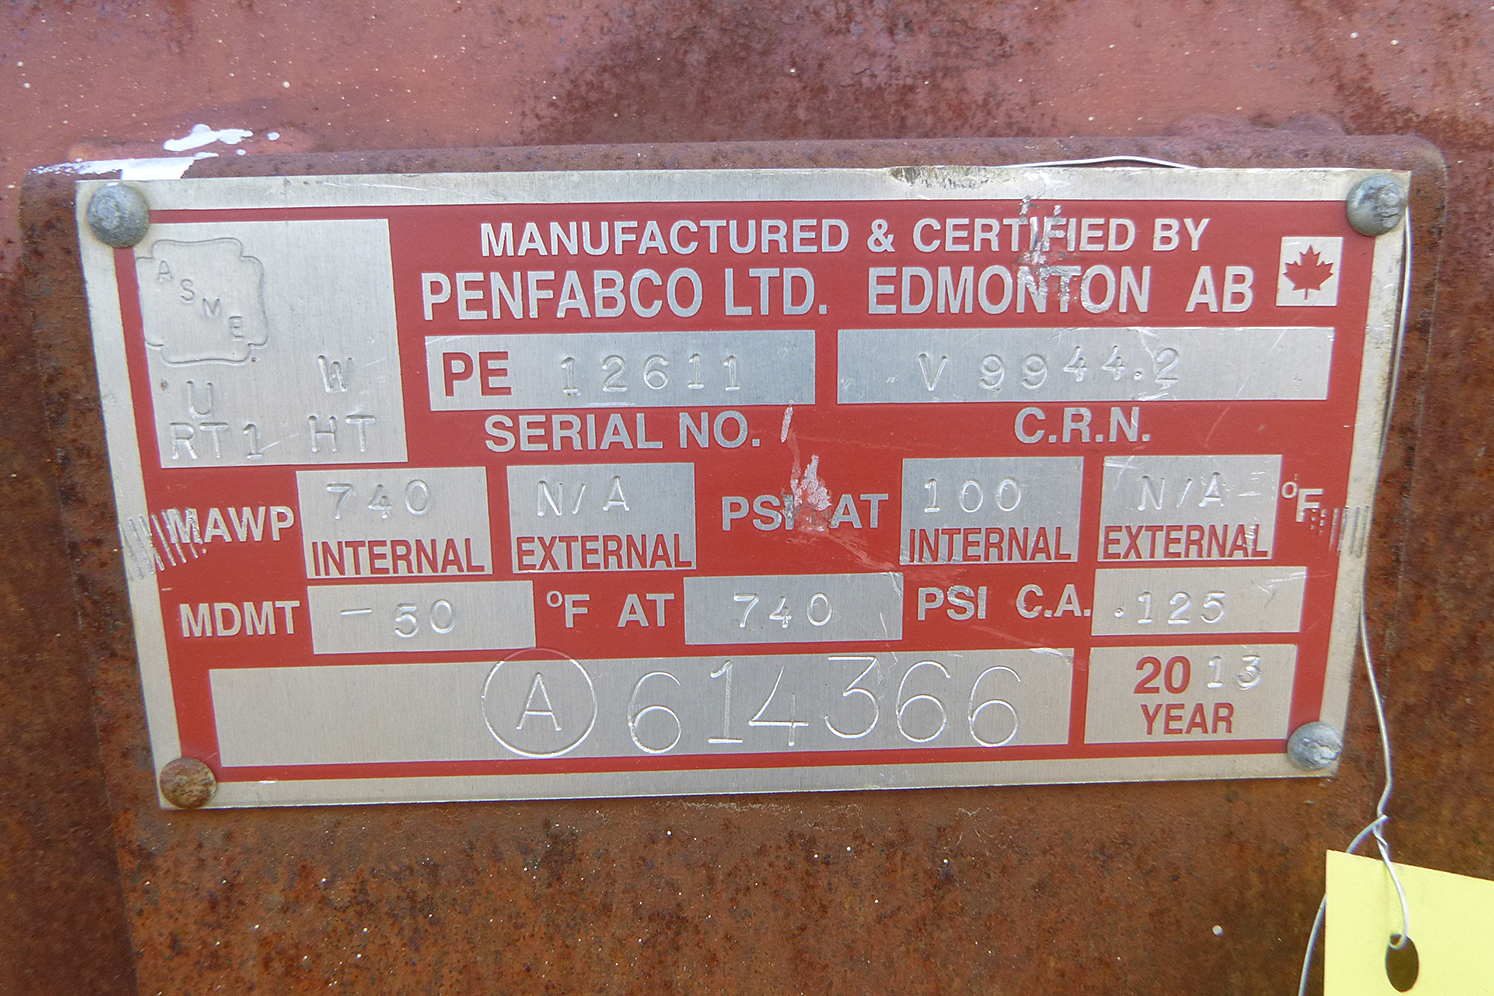 MANUFACTURED & CERTIFIED BY
PENFABCO LTD. EDMONTON AB
ASME
U W
RT1 HT
PE 12611 V 9944.2
SERIAL NO. C.R.N.
MAWP 740 INTERNAL N/A EXTERNAL PSI AT 100 INTERNAL N/A EXTERNAL °F
MDMT -50 °F AT 740 PSI C.A. .125
A 614366 2013
YEAR